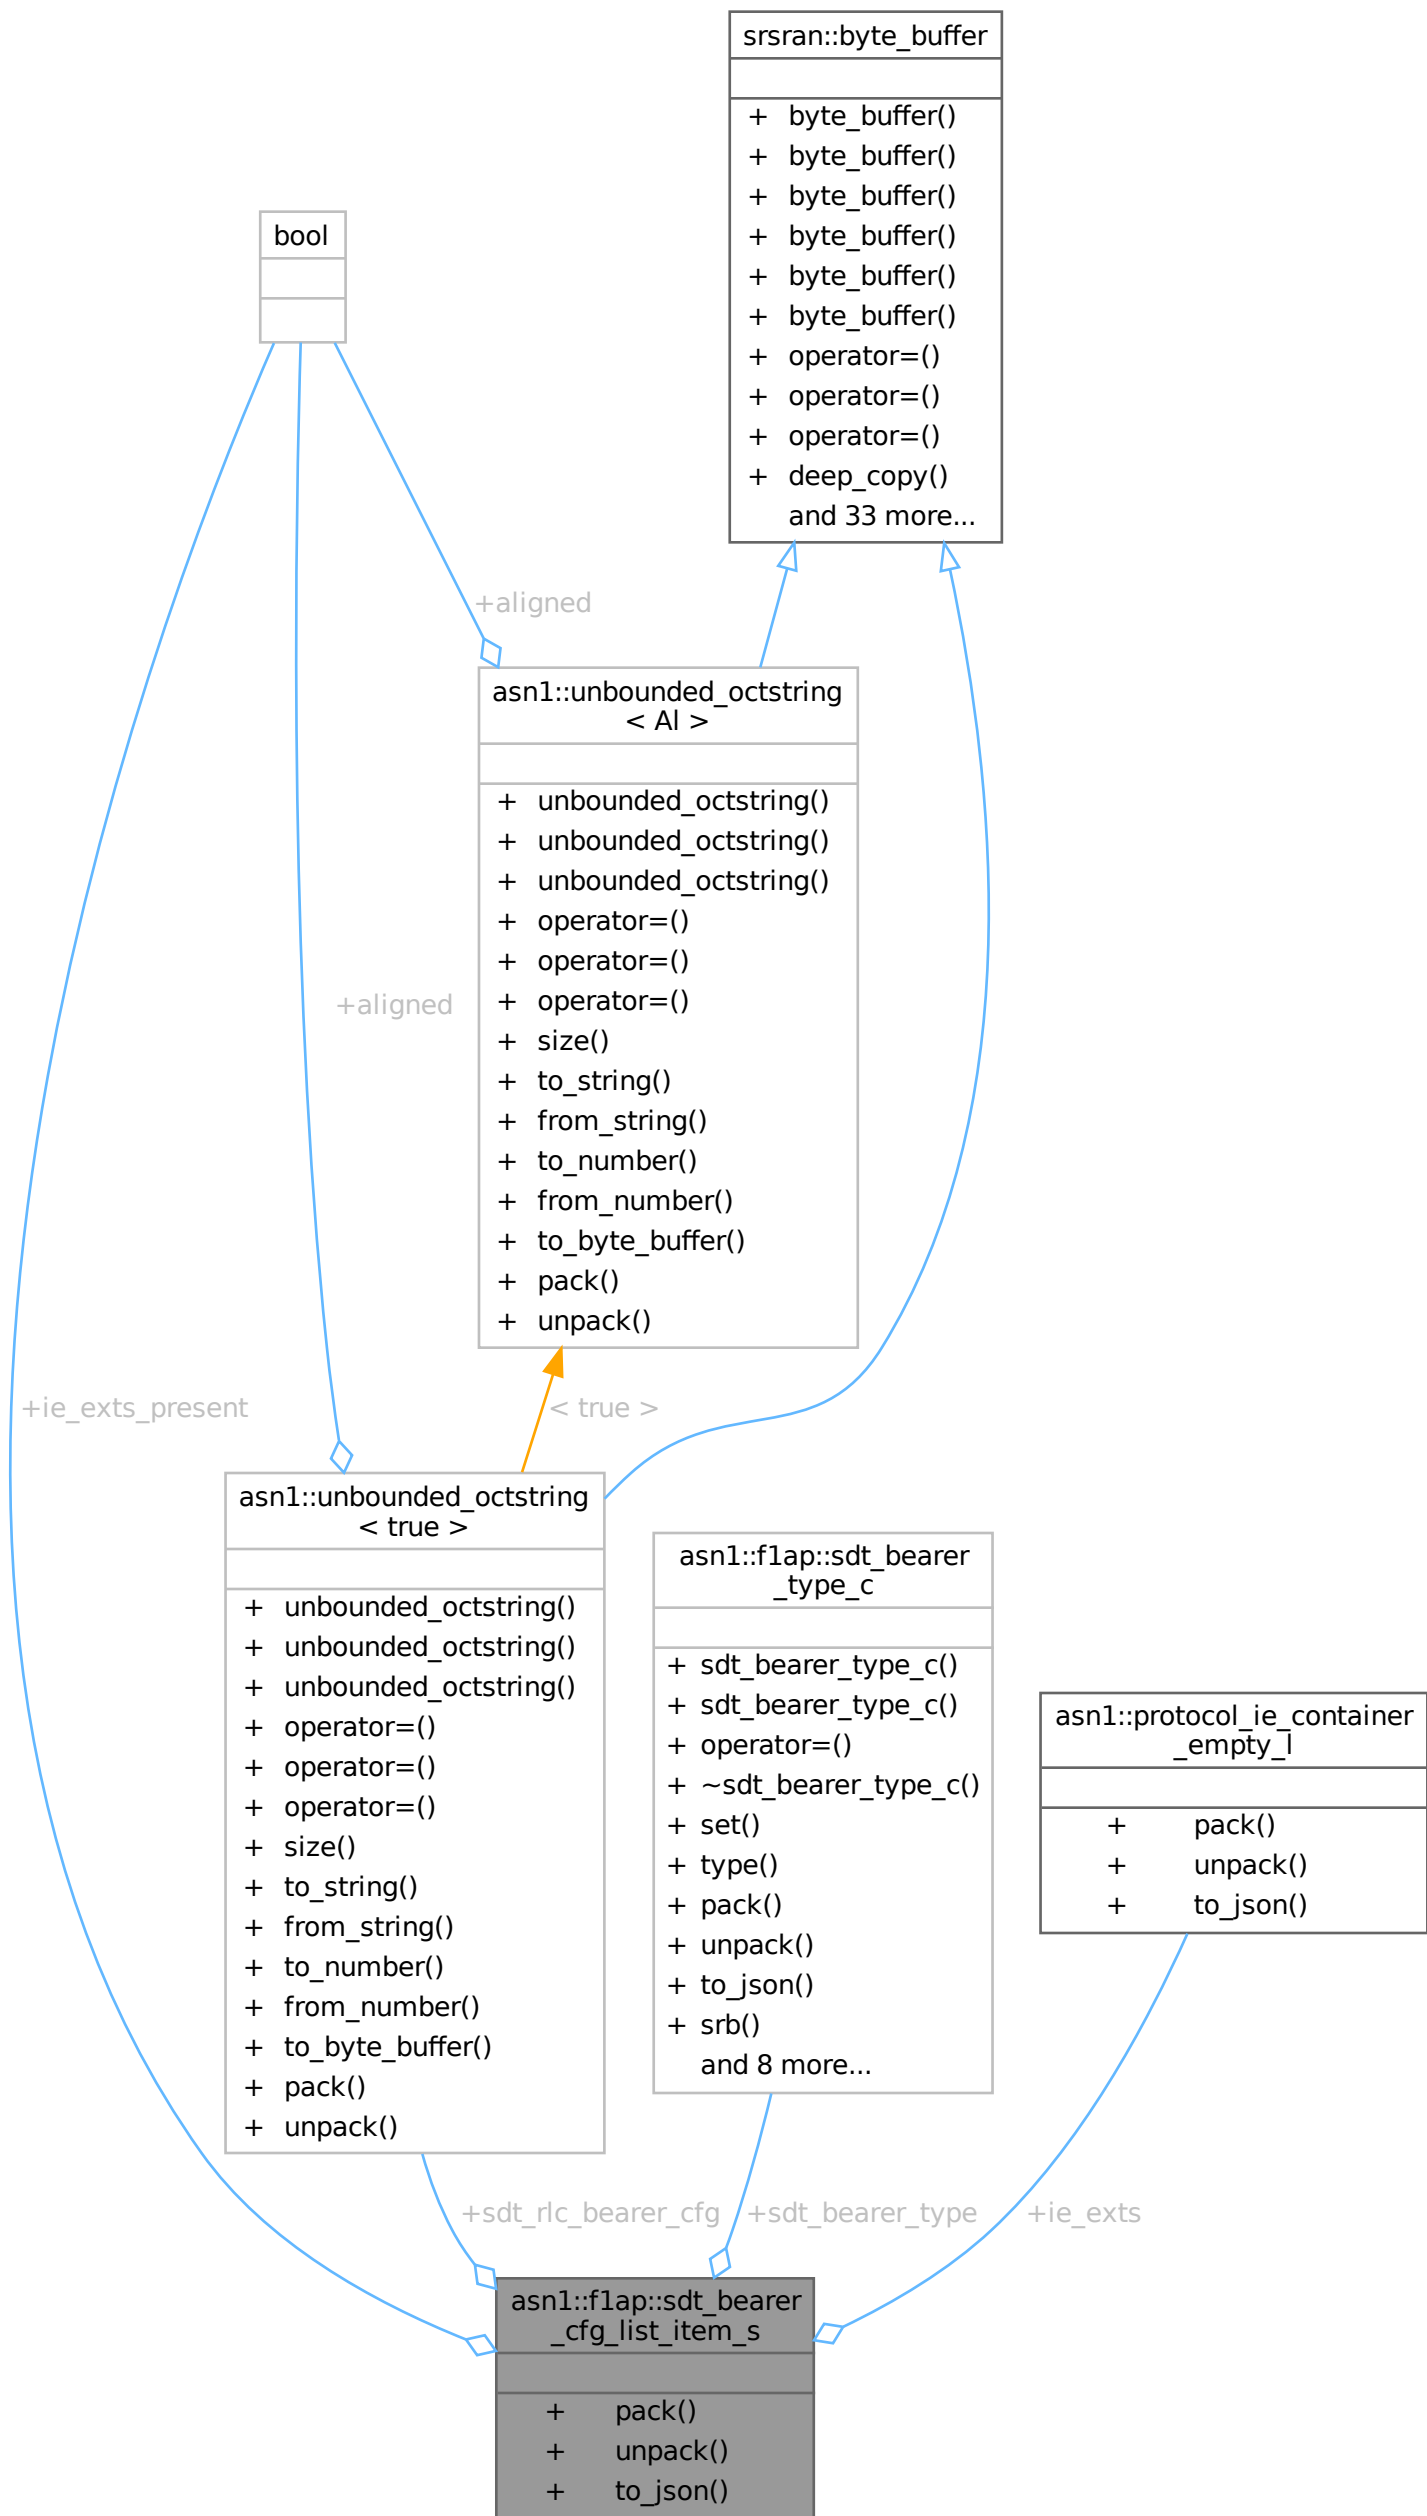 srsran::byte_buffer
+ byte_buffer()
+ byte_buffer()
+ byte_buffer()
+ byte_buffer()
+ byte_buffer()
+ byte_buffer()
+ operator=()
+ operator=()
+ operator=()
+ deep_copy()
and 33 more...
bool
+aligned
asn1::unbounded_octstring
< Al >
+ unbounded_octstring()
+ unbounded_octstring()
+ unbounded_octstring()
+ operator=()
+ operator=()
+ operator=()
+ size()
+ to_string()
+ from_string()
+ to_number()
+ from_number()
+ to_byte_buffer()
+ pack()
+ unpack()
+aligned
+ie_exts_present
< true >
asn1::unbounded_octstring
< true >
+ unbounded_octstring()
+ unbounded_octstring()
+ unbounded_octstring()
+ operator=()
+ operator=()
+ operator=()
+ size()
+ to_string()
+ from_string()
+ to_number()
+ from_number()
+ to_byte_buffer()
+ pack()
+ unpack()
asn1::f1ap::sdt_bearer
_type_c
+ sdt_bearer_type_c()
+ sdt_bearer_type_c()
+ operator=()
+ ~sdt_bearer_type_c()
+ set()
+ type()
+ pack()
+ unpack()
+ to_json()
+ srb()
and 8 more...
asn1::protocol_ie_container
_empty_l
+ pack()
+ unpack()
+ to_json()
+sdt_rlc_bearer_cfg
+sdt_bearer_type
+ie_exts
asn1::f1ap::sdt_bearer
_cfg_list_item_s
+ pack()
+ unpack()
+ to_json()